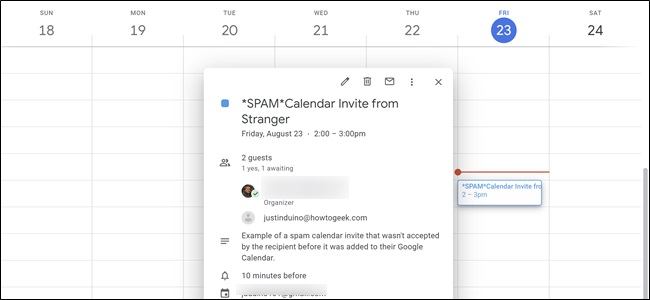 SUN MON TUE WED THU FRI SAT
18 19 20 21 22 23 24
*SPAM*Calendar Invite from
Stranger
Friday, August 23 · 2:00 – 3:00pm
2 guests
1 yes, 1 awaiting
Organizer
justinduino@howtogeek.com
Example of a spam calendar invite that wasn't accepted
by the recipient before it was added to their Google
Calendar.
10 minutes before
*SPAM*Calendar Invite fro
2 – 3pm